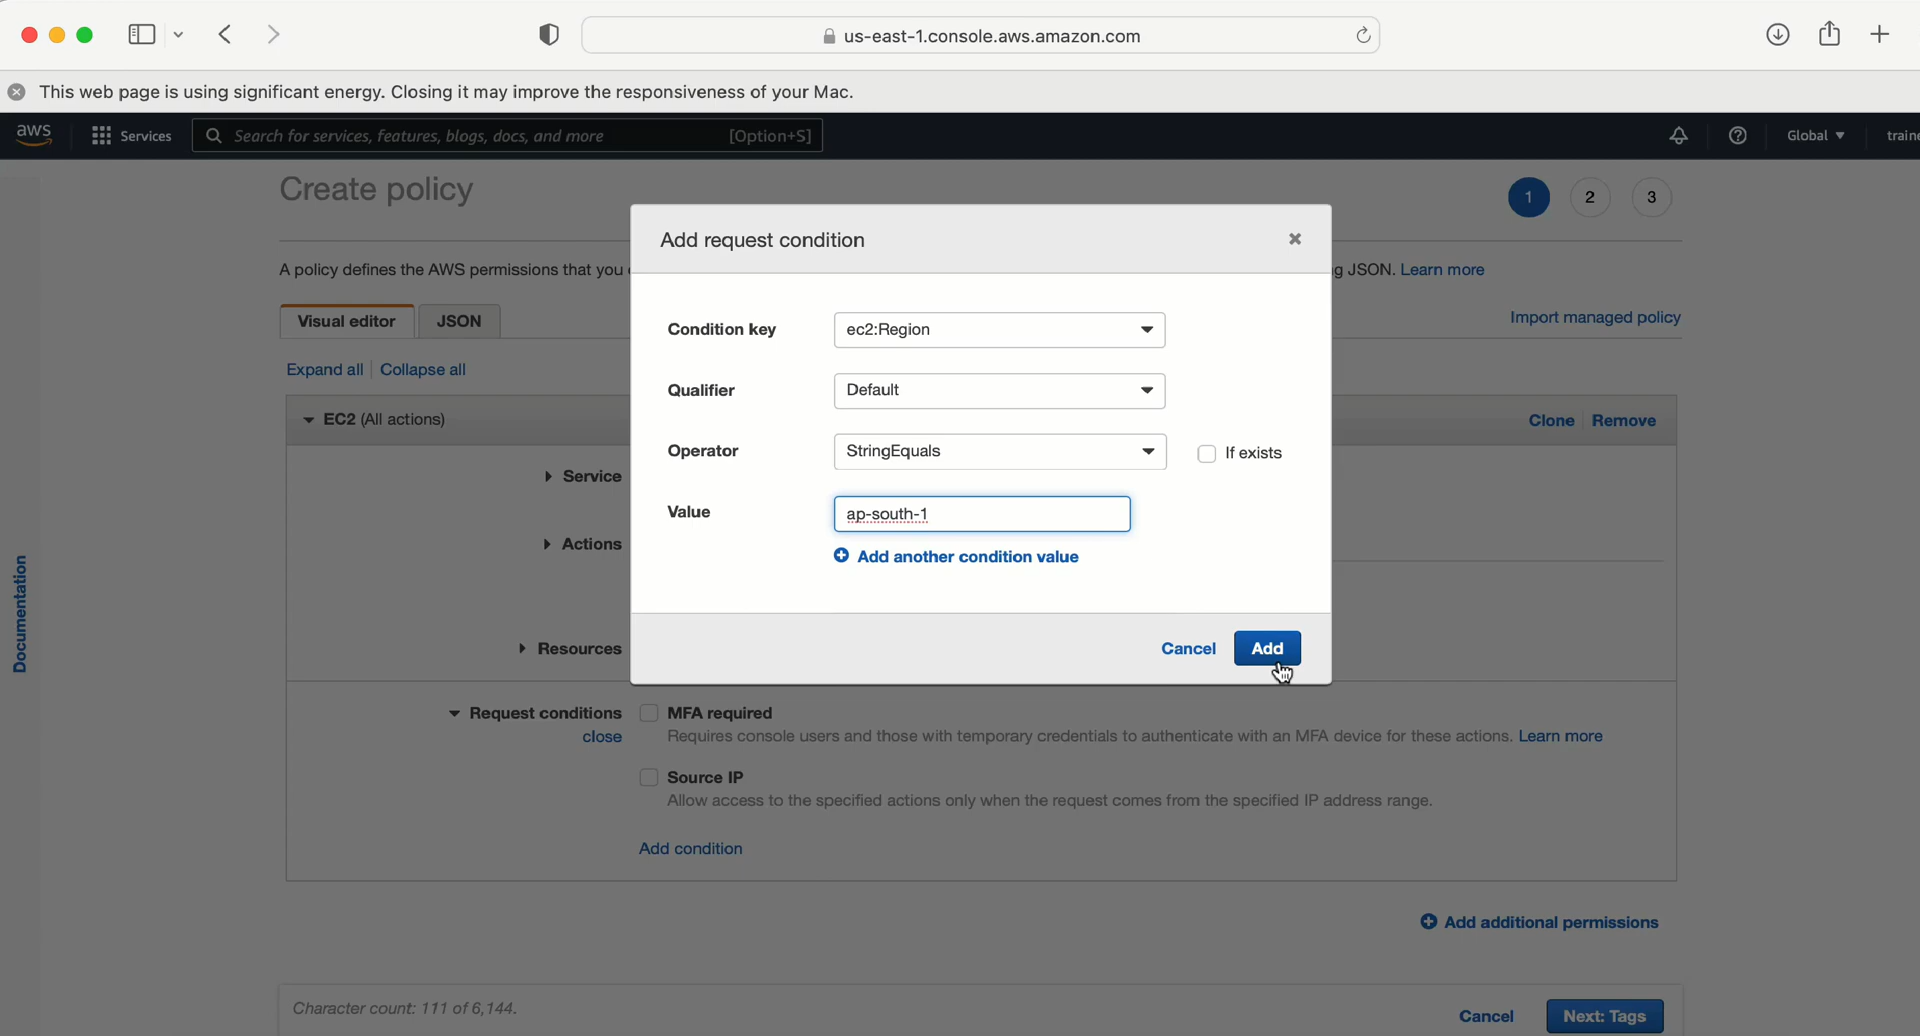 us-east-1.console.aws.amazon.com
This web page is using significant energy. Closing it may improve the responsiveness of your Mac.
aws
Services
Search for services, features, blogs, docs, and more
[Option+S]
Global
traine
Create policy
1
2
3
A policy defines the AWS permissions that you
g JSON. Learn more
Visual editor
JSON
Import managed policy
Expand all
Collapse all
EC2 (All actions)
Clone
Remove
Service
Actions
Resources
Add request condition
Condition key
ec2:Region
Qualifier
Default
Operator
StringEquals
If exists
Value
ap-south-1
Add another condition value
Cancel
Add
Request conditions
close
MFA required
Requires console users and those with temporary credentials to authenticate with an MFA device for these actions. Learn more
Source IP
Allow access to the specified actions only when the request comes from the specified IP address range.
Add condition
Add additional permissions
Character count: 111 of 6,144.
Cancel
Next: Tags
Documentation